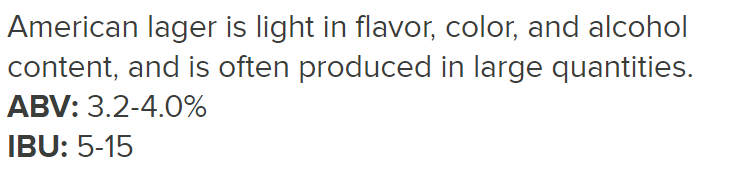 American lager is light in flavor, color, and alcohol
content, and is often produced in large quantities.
ABV: 3.2-4.0%
IBU: 5-15